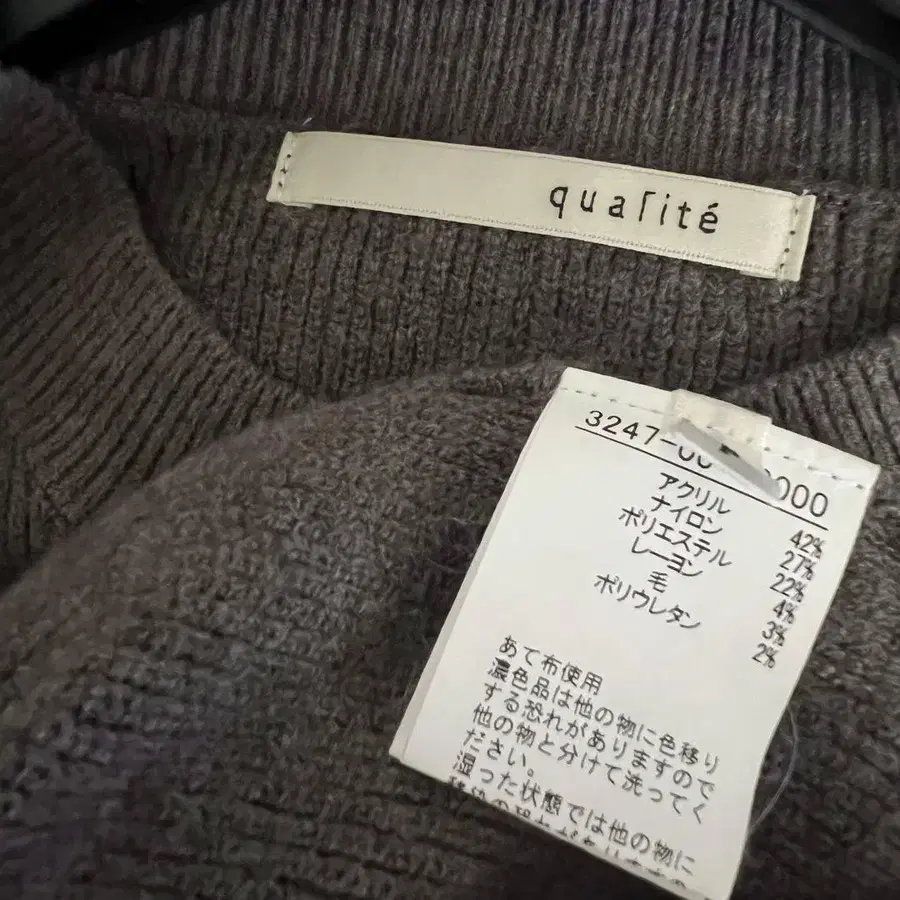 qualité
3247-00 000
アクリル 42%
ナイロン 27%
ポリエステル 22%
レーヨン 4%
毛 3%
ポリウレタン 2%
あて布使用
濃色品は他の物に色移り
する恐れがありますので
他の物と分けて洗ってく
ださい。
湿った状態では他の物に